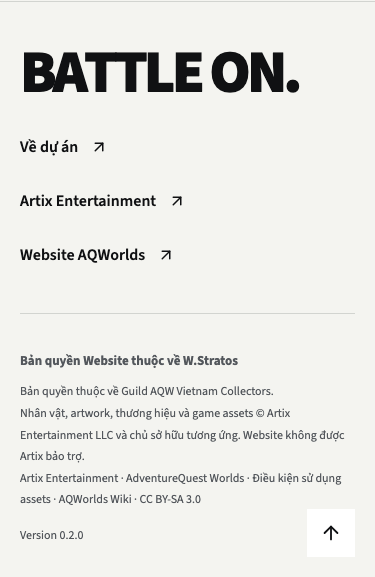 BATTLE ON.
Về dự án
Artix Entertainment
Website AQWorlds
Bản quyền Website thuộc về W.Stratos
Bản quyền thuộc về Guild AQW Vietnam Collectors.
Nhân vật, artwork, thương hiệu và game assets © Artix
Entertainment LLC và chủ sở hữu tương ứng. Website không được
Artix bảo trợ.
Artix Entertainment · AdventureQuest Worlds · Điều kiện sử dụng
assets · AQWorlds Wiki · CC BY-SA 3.0
Version 0.2.0